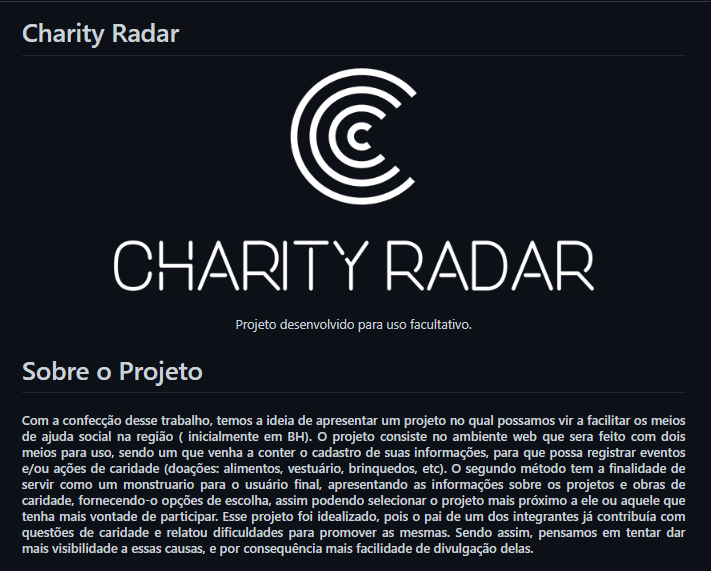 Charity Radar
CHARITY RADAR
Projeto desenvolvido para uso facultativo.
Sobre o Projeto
Com a confecção desse trabalho, temos a ideia de apresentar um projeto no qual possamos vir a facilitar os meios
de ajuda social na região ( inicialmente em BH). O projeto consiste no ambiente web que sera feito com dois
meios para uso, sendo um que venha a conter o cadastro de suas informações, para que possa registrar eventos
e/ou ações de caridade (doações: alimentos, vestuário, brinquedos, etc). O segundo método tem a finalidade de
servir como um monstruario para o usuário final, apresentando as informações sobre os projetos e obras de
caridade, fornecendo-o opções de escolha, assim podendo selecionar o projeto mais próximo a ele ou aquele que
tenha mais vontade de participar. Esse projeto foi idealizado, pois o pai de um dos integrantes já contribuía com
questões de caridade e relatou dificuldades para promover as mesmas. Sendo assim, pensamos em tentar dar
mais visibilidade a essas causas, e por consequência mais facilidade de divulgação delas.